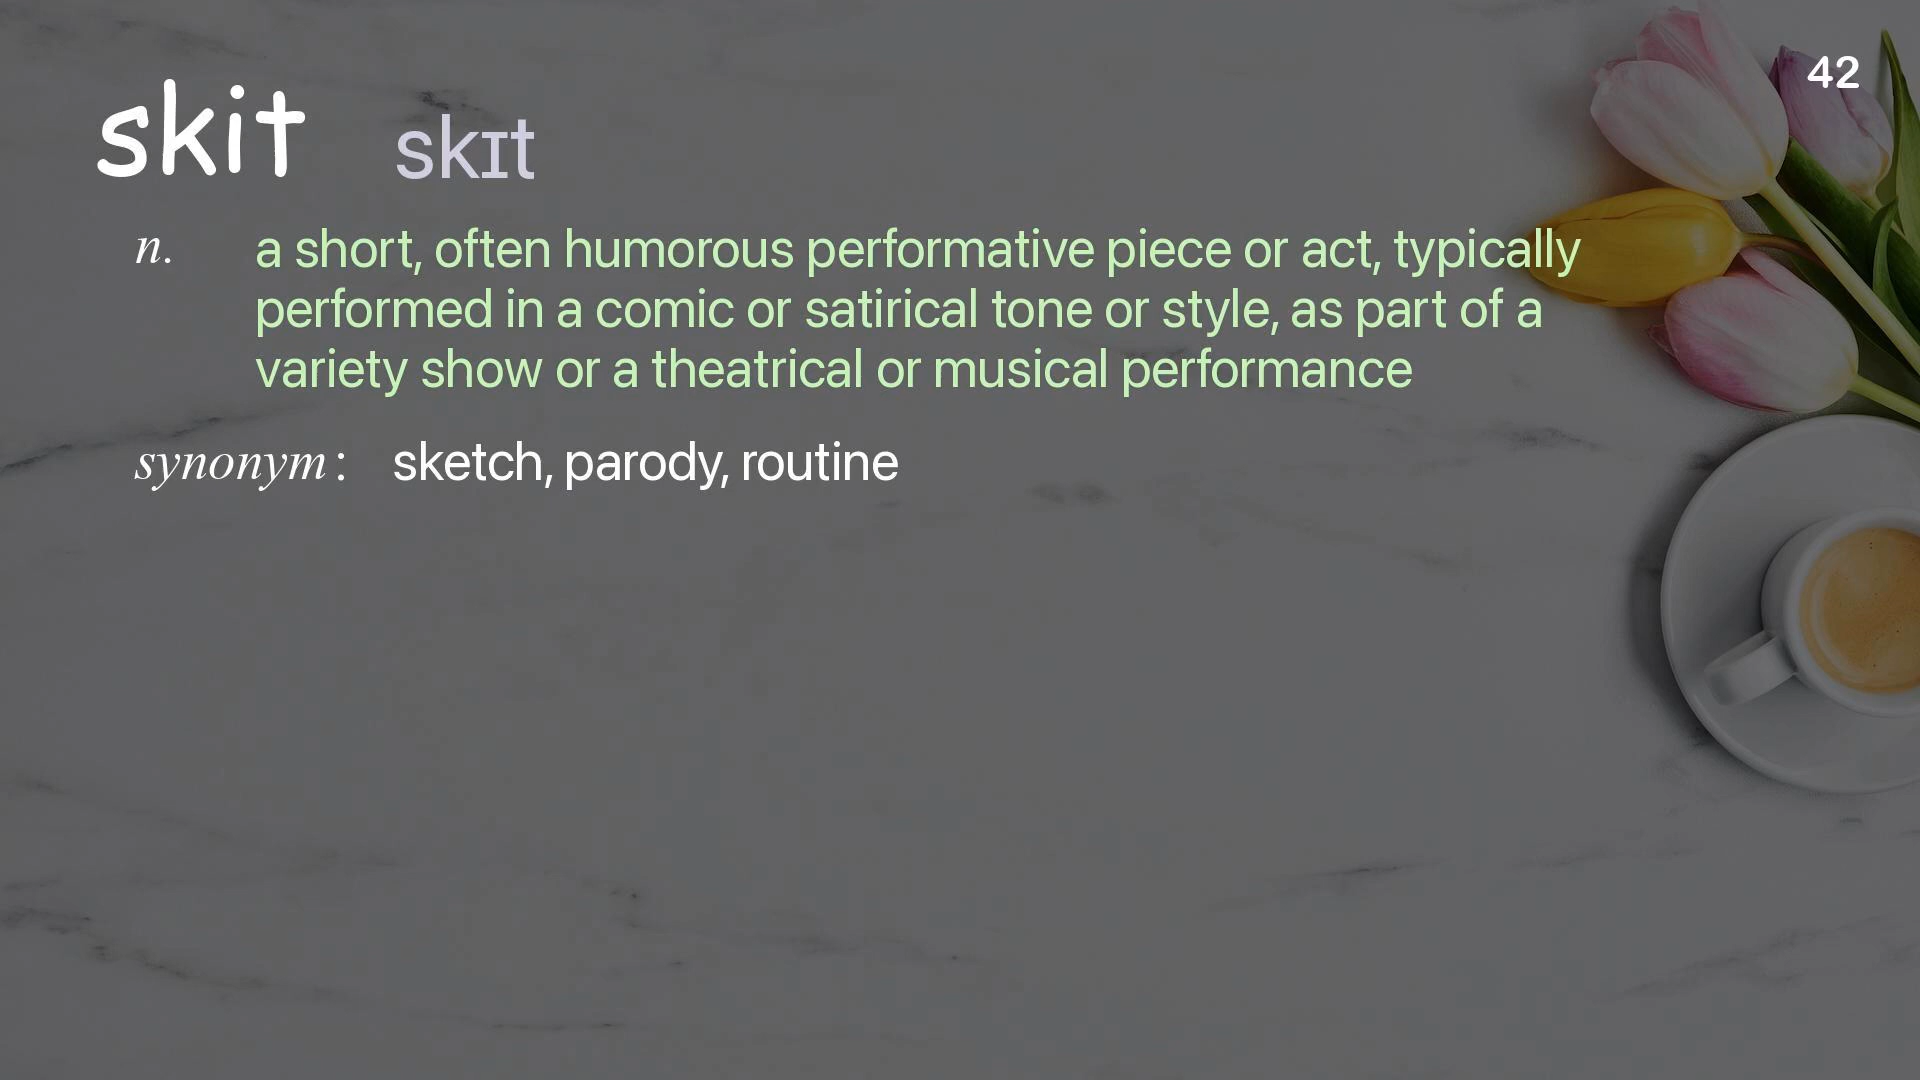 42
skit skɪt
n. a short, often humorous performative piece or act, typically
performed in a comic or satirical tone or style, as part of a
variety show or a theatrical or musical performance
synonym: sketch, parody, routine